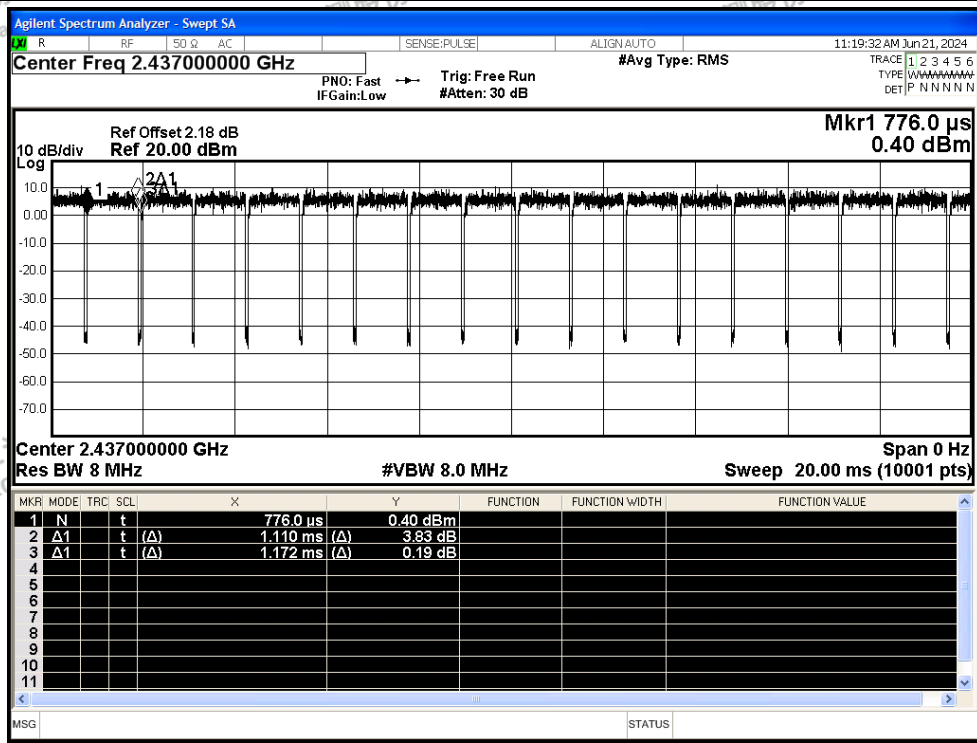 Agilent Spectrum Analyzer - Swept SA
LXI R RF 50 Ω AC SENSE:PULSE ALIGN AUTO 11:19:32 AM Jun 21, 2024
Center Freq 2.437000000 GHz
#Avg Type: RMS
TRACE 1 2 3 4 5 6
PNO: Fast Trig: Free Run
TYPE
IFGain:Low #Atten: 30 dB
DET P N N N N N
Mkr1 776.0 µs
Ref Offset 2.18 dB
10 dB/div Ref 20.00 dBm
0.40 dBm
Log
10.0
1
2Δ1
3Δ1
0.00
-10.0
-20.0
-30.0
-40.0
-50.0
-60.0
-70.0
Center 2.437000000 GHz Span 0 Hz
Res BW 8 MHz #VBW 8.0 MHz Sweep 20.00 ms (10001 pts)
MKR MODE TRC SCL X Y FUNCTION FUNCTION WIDTH FUNCTION VALUE
1 N t 776.0 µs 0.40 dBm
2 Δ1 t (Δ) 1.110 ms (Δ) 3.83 dB
3 Δ1 t (Δ) 1.172 ms (Δ) 0.19 dB
4
5
6
7
8
9
10
11
MSG STATUS